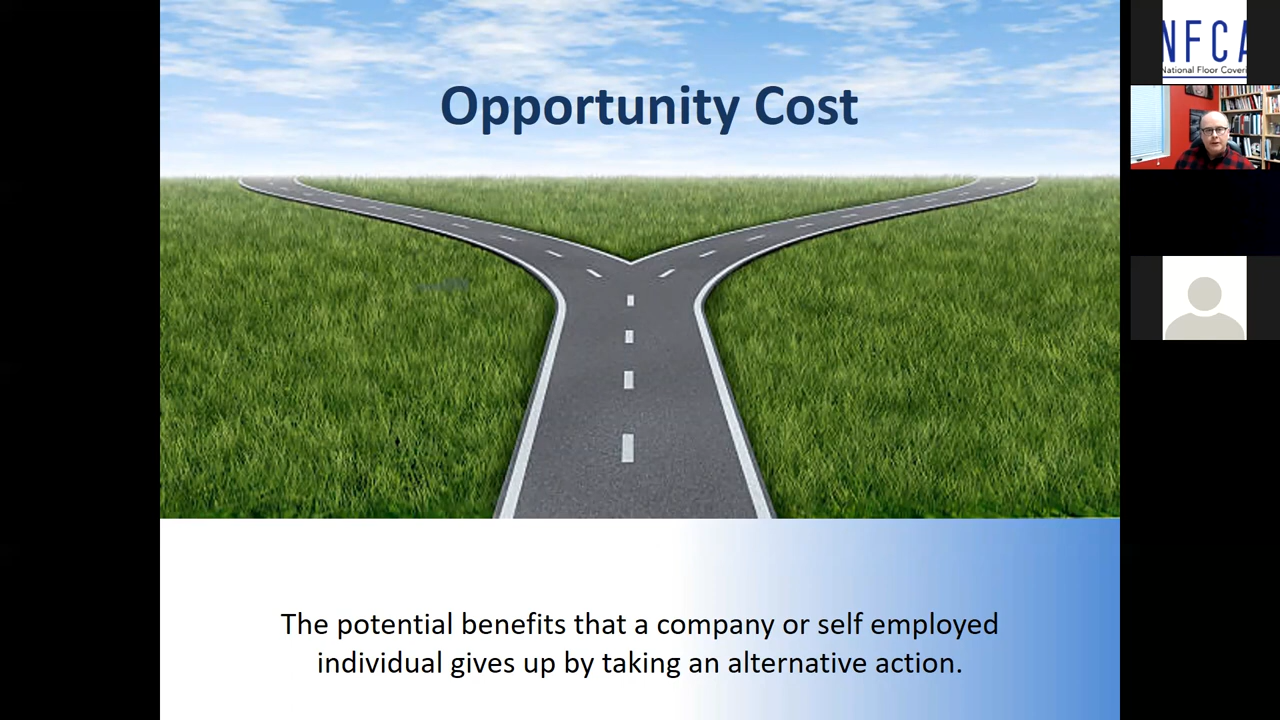 Opportunity Cost
The potential benefits that a company or self employed
individual gives up by taking an alternative action.
NFCA
National Floor Coveri